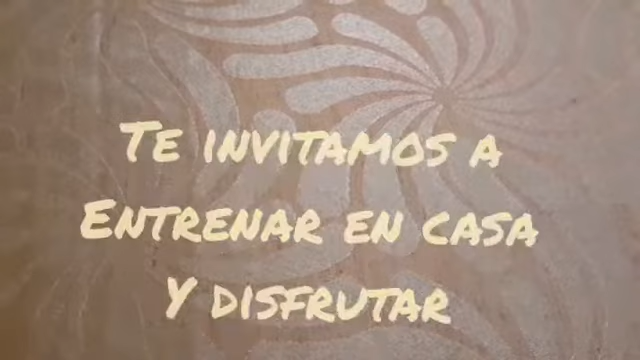 Te invitamos a
Entrenar en casa
y disfrutar